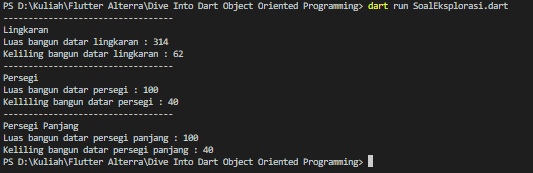 PS D:\Kuliah\Flutter Alterra\Dive Into Dart Object Oriented Programming> dart run SoalEksplorasi.dart
---------------------------------
Lingkaran
Luas bangun datar lingkaran : 314
Keliling bangun datar lingkaran : 62
---------------------------------
Persegi
Luas bangun datar persegi : 100
Kelliling bangun datar persegi : 40
---------------------------------
Persegi Panjang
Luas bangun datar persegi panjang : 100
Keliling bangun datar persegi panjang : 40
PS D:\Kuliah\Flutter Alterra\Dive Into Dart Object Oriented Programming>